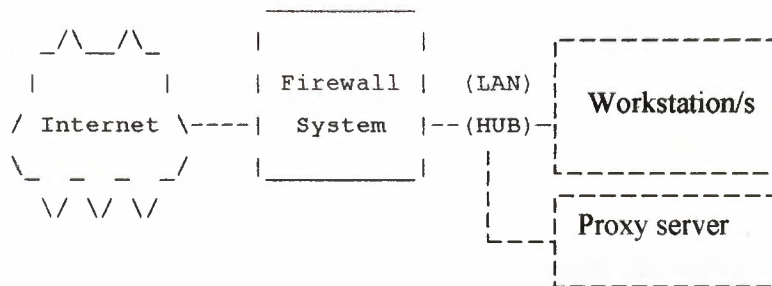 Firewall (LAN)
Internet System (HUB) Workstation/s
Proxy server